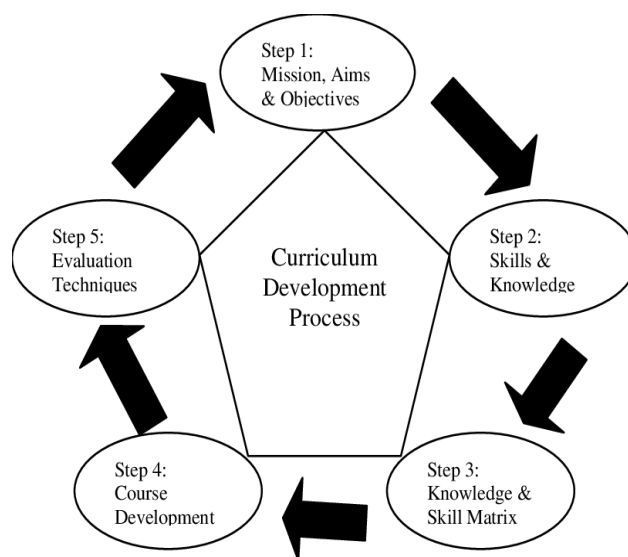 Step 1:
Mission, Aims
& Objectives
Step 2:
Skills &
Knowledge
Step 3:
Knowledge &
Skill Matrix
Step 4:
Course
Development
Step 5:
Evaluation
Techniques
Curriculum
Development
Process